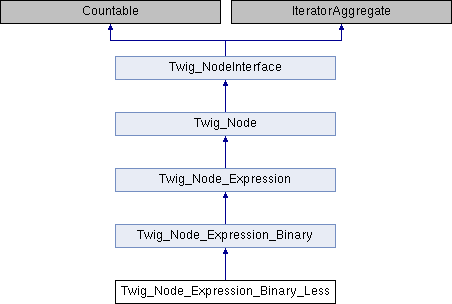 Countable
IteratorAggregate
Twig_NodeInterface
Twig_Node
Twig_Node_Expression
Twig_Node_Expression_Binary
Twig_Node_Expression_Binary_Less